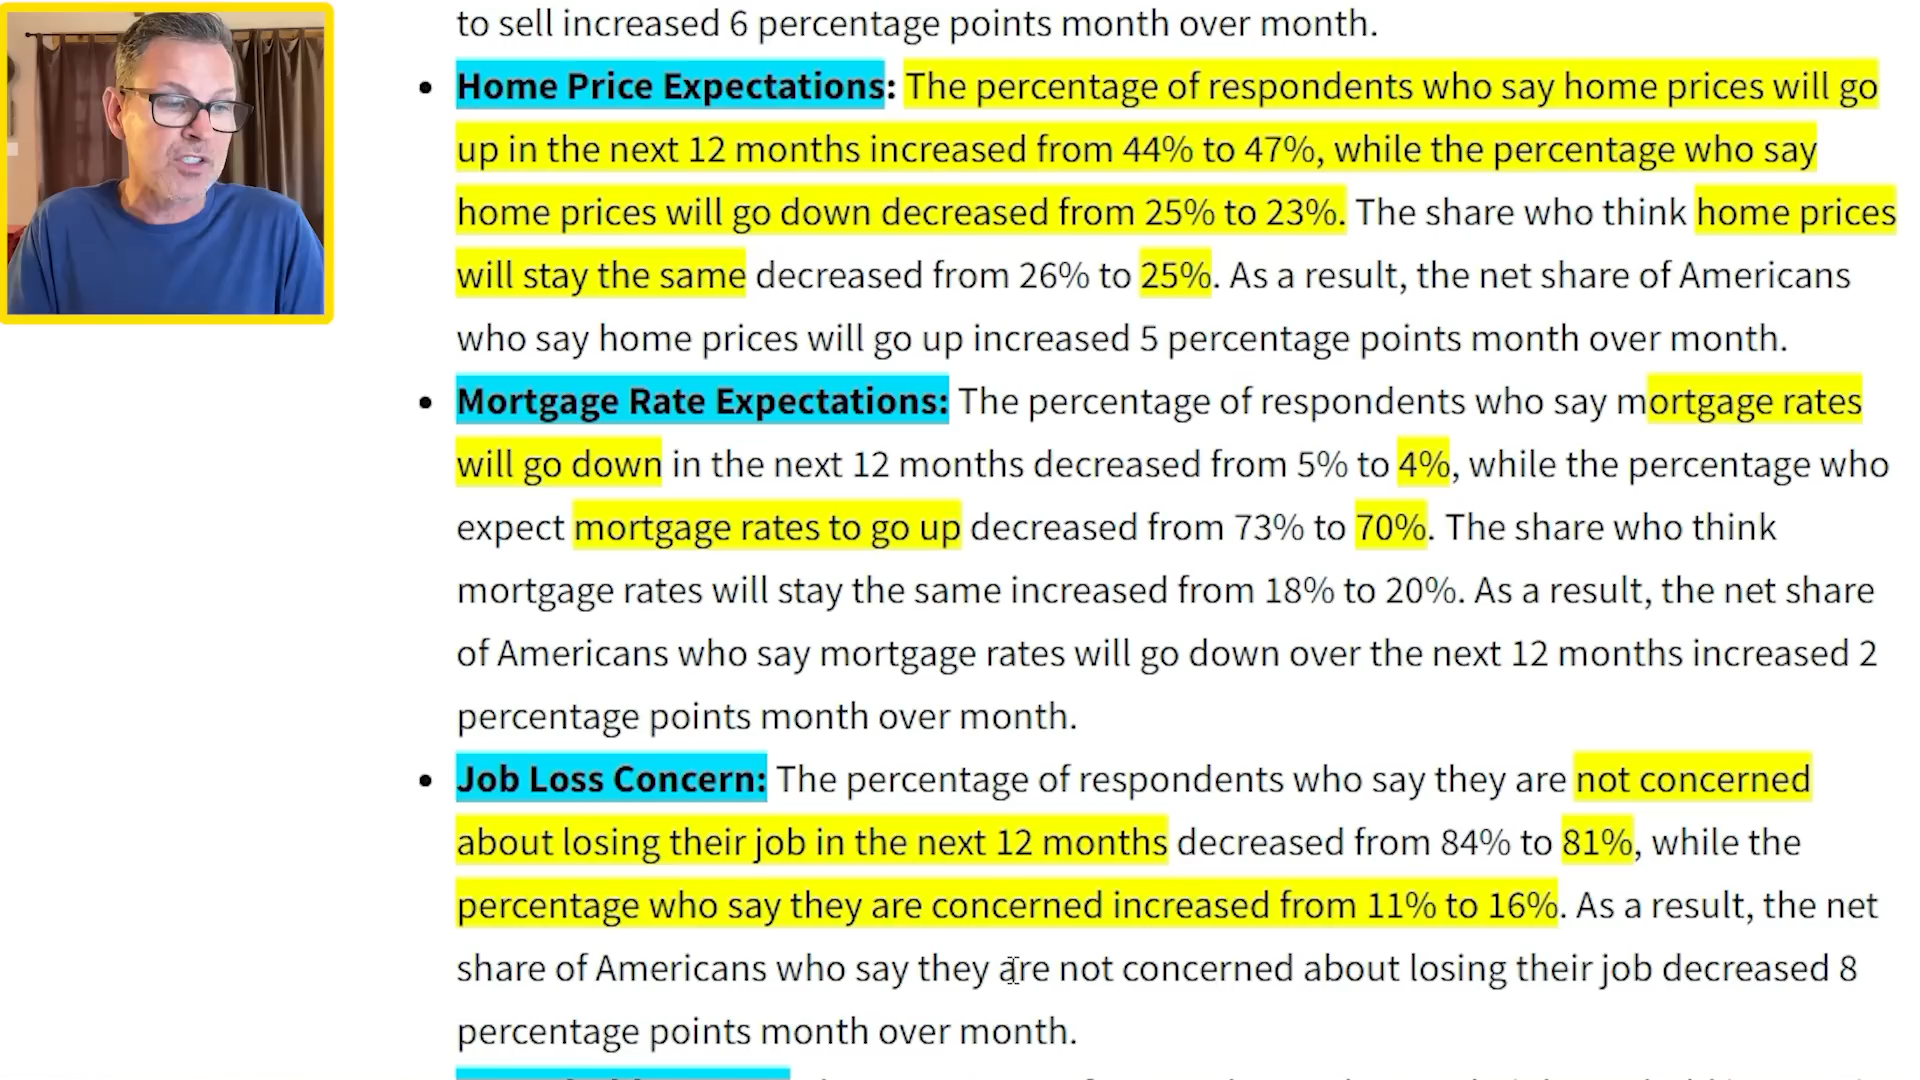 to sell increased 6 percentage points month over month.
• Home Price Expectations: The percentage of respondents who say home prices will go
up in the next 12 months increased from 44% to 47%, while the percentage who say
home prices will go down decreased from 25% to 23%. The share who think home prices
will stay the same decreased from 26% to 25%. As a result, the net share of Americans
who say home prices will go up increased 5 percentage points month over month.
• Mortgage Rate Expectations: The percentage of respondents who say mortgage rates
will go down in the next 12 months decreased from 5% to 4%, while the percentage who
expect mortgage rates to go up decreased from 73% to 70%. The share who think
mortgage rates will stay the same increased from 18% to 20%. As a result, the net share
of Americans who say mortgage rates will go down over the next 12 months increased 2
percentage points month over month.
• Job Loss Concern: The percentage of respondents who say they are not concerned
about losing their job in the next 12 months decreased from 84% to 81%, while the
percentage who say they are concerned increased from 11% to 16%. As a result, the net
share of Americans who say they are not concerned about losing their job decreased 8
percentage points month over month.